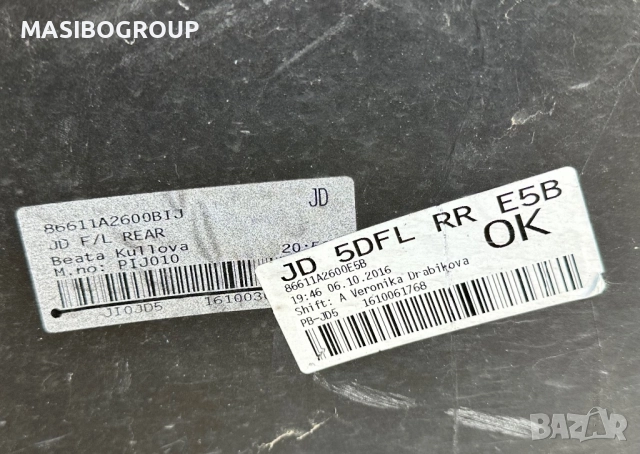 MASIBOGROUP
86611A2600BIJ
JD
JD F/L REAR
Beata Kullova
M.no: PIJ010
JI0JD5
JD 5DFL RR E5B
86611A2600E5B
OK
19:46 06.10.2016
Shift: A Veronika Drabikova
PB-JD5 1610061768
BAZAR